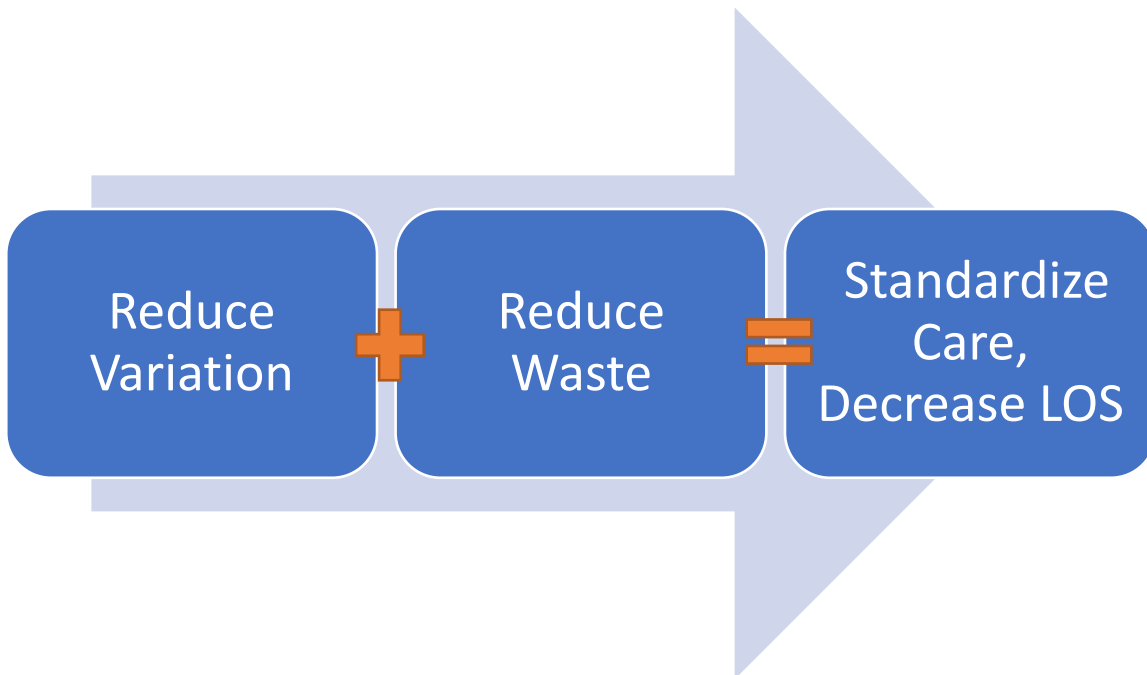 Reduce
Variation
Reduce
Waste
Standardize
Care,
Decrease LOS